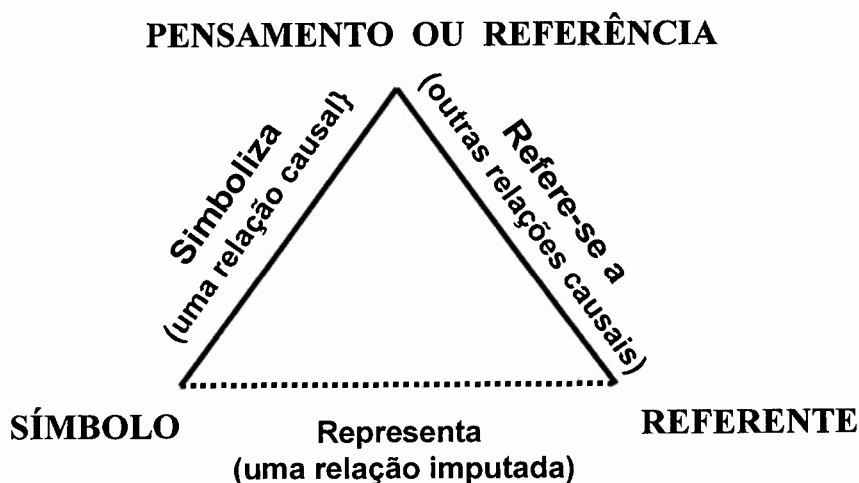 PENSAMENTO OU REFERÊNCIA
Simboliza
(uma relação causal}
(outras relações causais)
Refere-se a
SÍMBOLO
REFERENTE
Representa
(uma relação imputada)